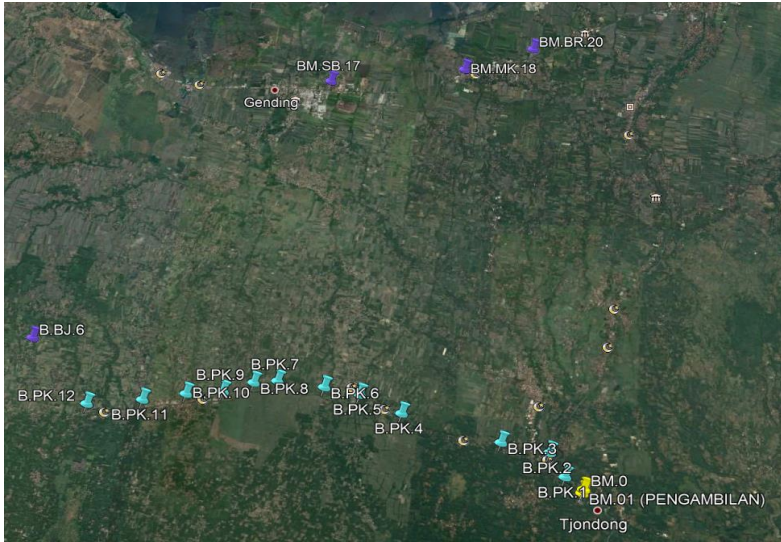 BM.BR.20
BM.SB.17
BM.MK.18
Gending
B.BJ.6
B.PK.7
B.PK.9
B.PK.8
B.PK.10
B.PK.6
B.PK.12
B.PK.5
B.PK.11
B.PK.4
B.PK.3
B.PK.2
BM.0
B.PK.1
BM.01 (PENGAMBILAN)
Tjondong